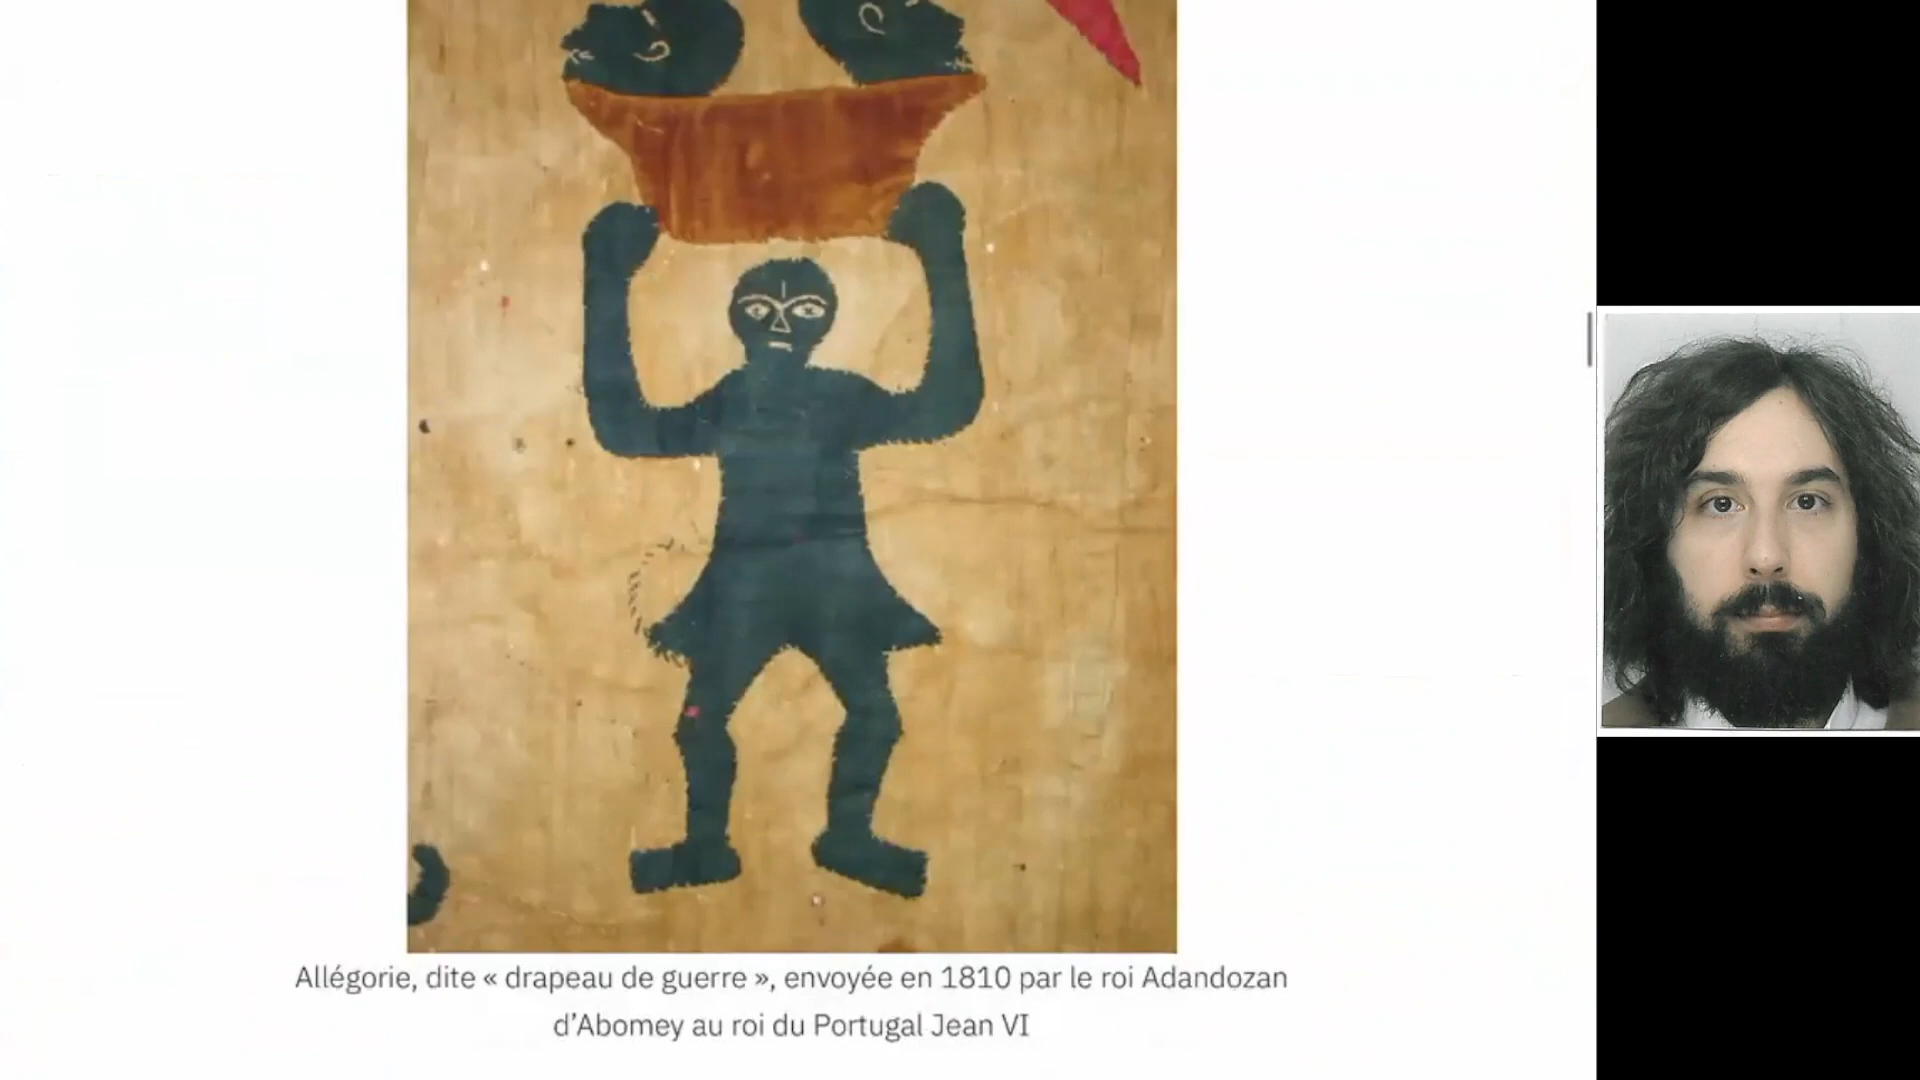 Allégorie, dite « drapeau de guerre », envoyée en 1810 par le roi Adandozan
d’Abomey au roi du Portugal Jean VI